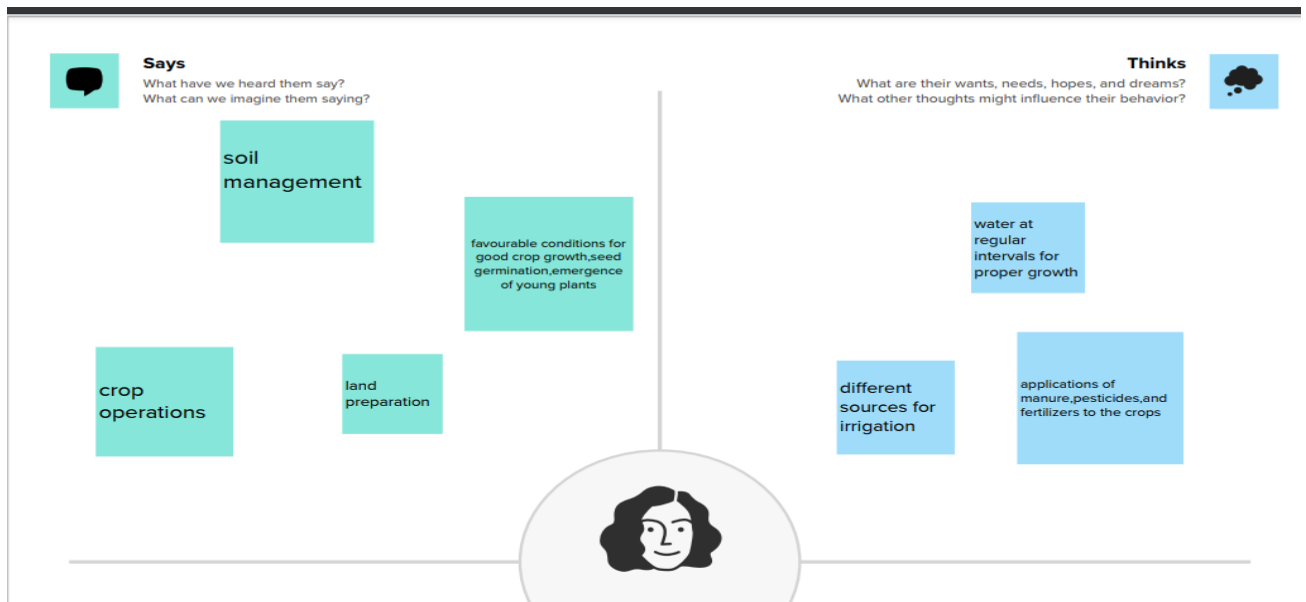 Says
What have we heard them say?
What can we imagine them saying?
Thinks
What are their wants, needs, hopes, and dreams?
What other thoughts might influence their behavior?
soil
management
favourable conditions for
good crop growth,seed
germination,emergence
of young plants
crop
operations
land
preparation
water at
regular
intervals for
proper growth
different
sources for
irrigation
applications of
manure,pesticides,and
fertilizers to the crops